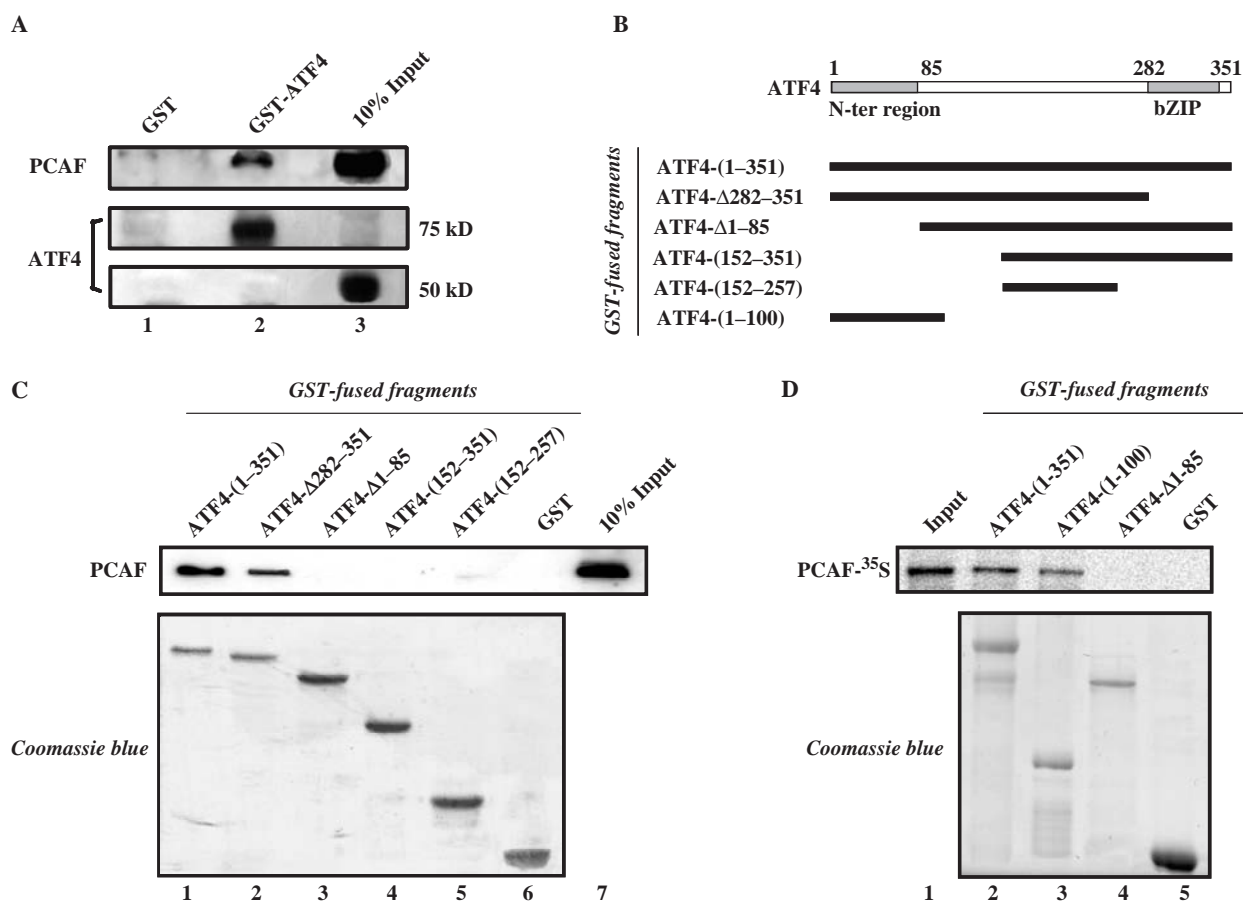 A
GST
GST-ATF4
10% Input
PCAF
75 kD
ATF4
50 kD
1 2 3
B
1 85 282 351
ATF4
N-ter region bZIP
GST-fused fragments
ATF4-(1–351)
ATF4-Δ282–351
ATF4-Δ1–85
ATF4-(152–351)
ATF4-(152–257)
ATF4-(1–100)
C
GST-fused fragments
ATF4-(1–351)
ATF4-Δ282–351
ATF4-Δ1–85
ATF4-(152–351)
ATF4-(152–257)
GST
10% Input
PCAF
Coomassie blue
1 2 3 4 5 6 7
D
GST-fused fragments
Input
ATF4-(1-351)
ATF4-(1-100)
ATF4-Δ1-85
GST
PCAF-³⁵S
Coomassie blue
1 2 3 4 5